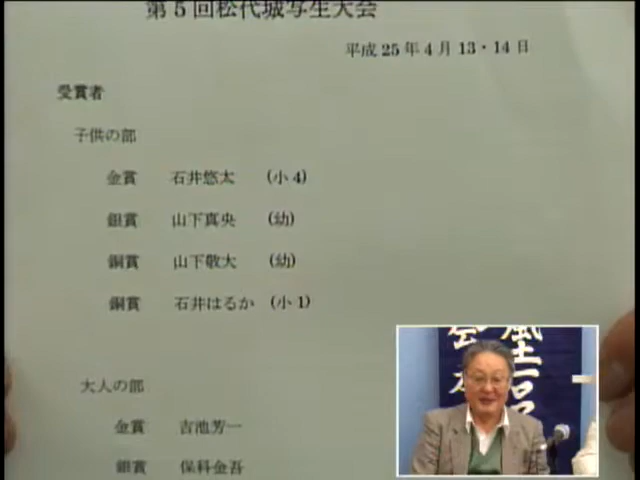 第5回松代城写生大会
平成25年4月13・14日
受賞者
子供の部
金賞 石井悠太 (小4)
銀賞 山下真央 (幼)
銅賞 山下敬大 (幼)
銅賞 石井はるか (小1)
大人の部
金賞 吉池芳一
銀賞 保科金吾